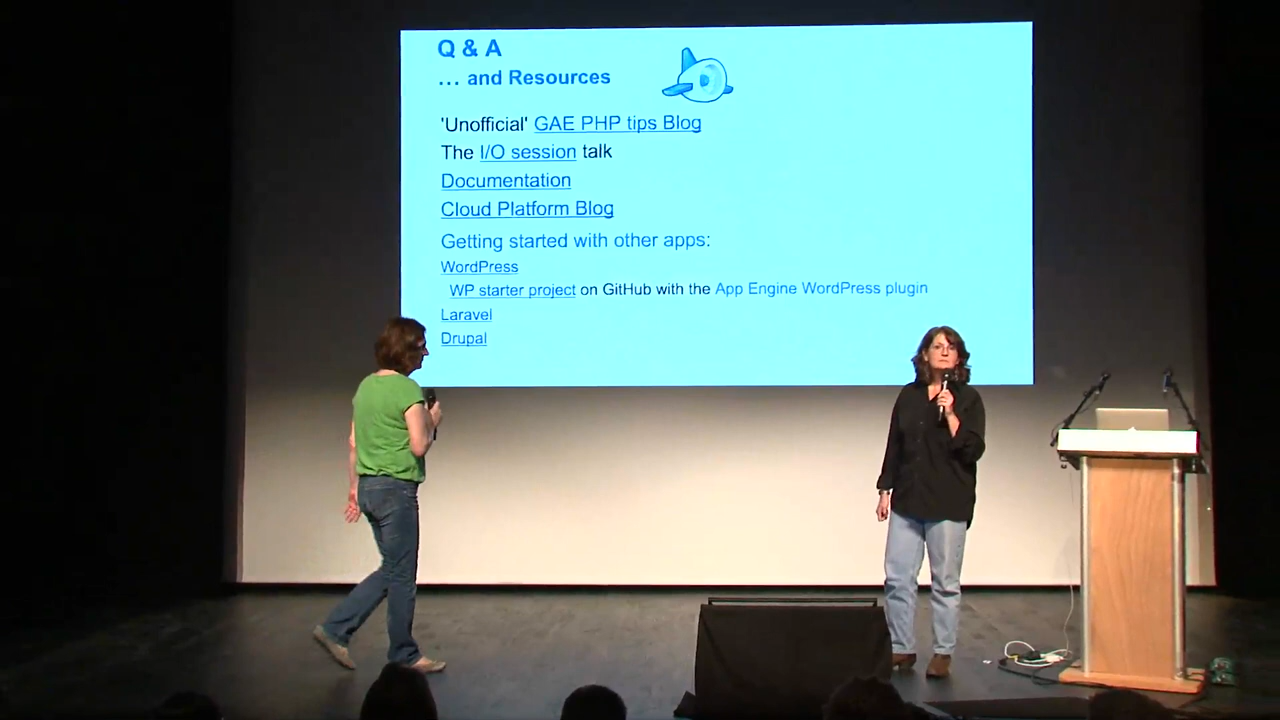 Q & A
... and Resources
'Unofficial' GAE PHP tips Blog
The I/O session talk
Documentation
Cloud Platform Blog
Getting started with other apps:
WordPress
WP starter project on GitHub with the App Engine WordPress plugin
Laravel
Drupal